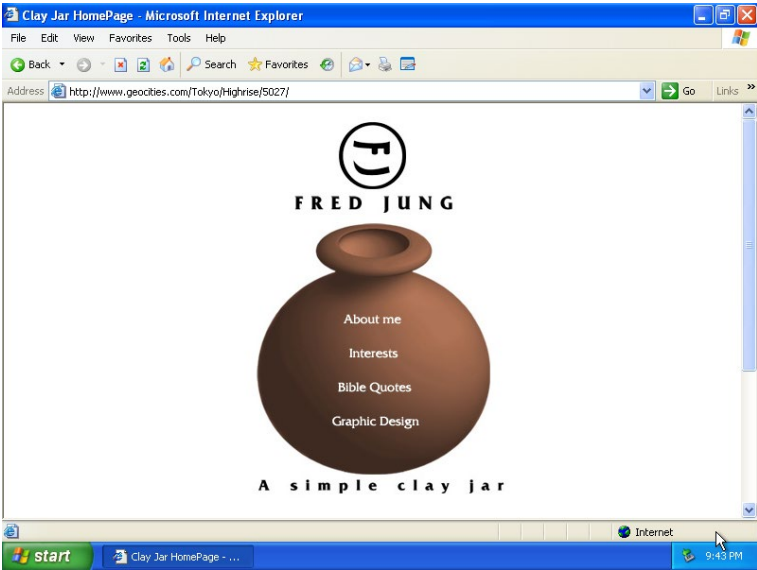 Clay Jar HomePage - Microsoft Internet Explorer
File Edit View Favorites Tools Help
Back Search Favorites
Address http://www.geocities.com/Tokyo/Highrise/5027/ Go Links »
FJ
FRED JUNG
About me
Interests
Bible Quotes
Graphic Design
A simple clay jar
Internet
start Clay Jar HomePage - ... 9:43 PM